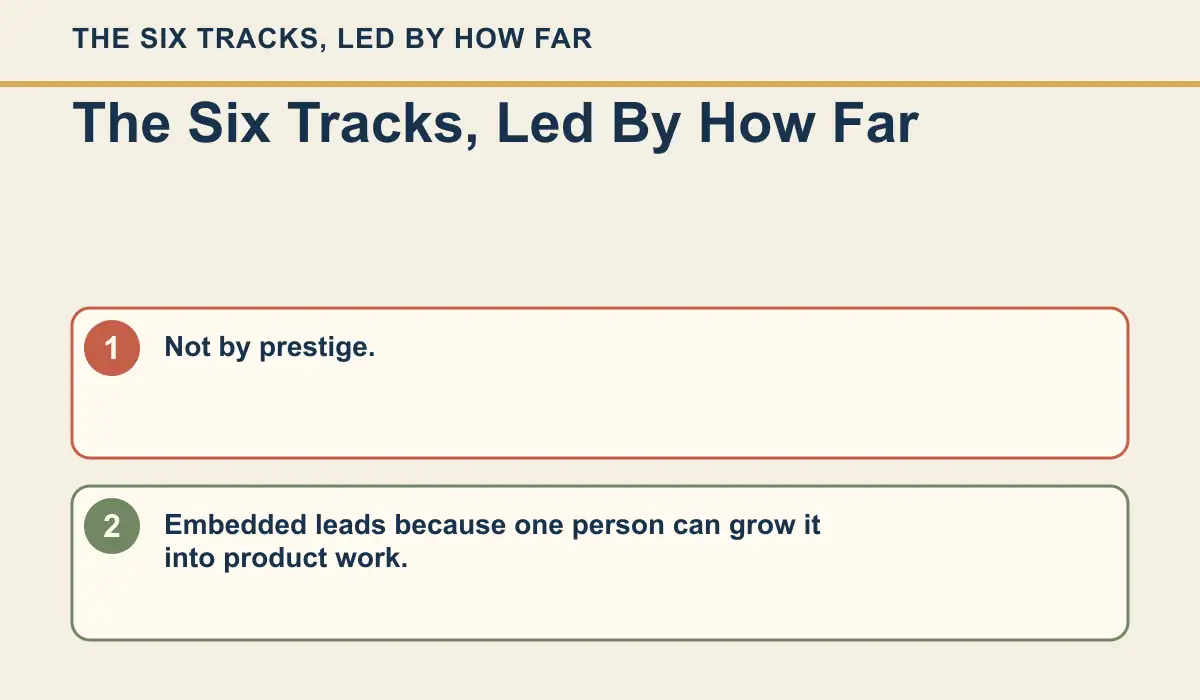 THE SIX TRACKS, LED BY HOW FAR
The Six Tracks, Led By How Far
1
Not by prestige.
2
Embedded leads because one person can grow it
into product work.